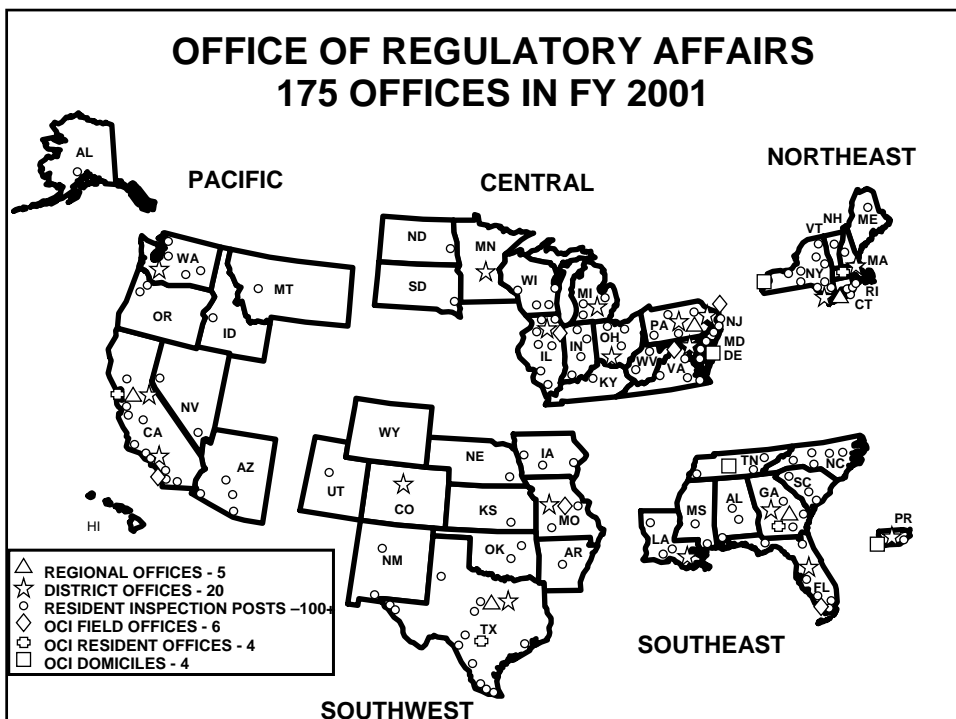 OFFICE OF REGULATORY AFFAIRS
175 OFFICES IN FY 2001
PACIFIC
CENTRAL
NORTHEAST
AL
WA
MT
OR
ID
NV
CA
AZ
HI
ND
MN
SD
WI
MI
IL
IN
OH
PA
NJ
MD
DE
WV
VA
KY
VT
NH
ME
MA
NY
RI
CT
WY
NE
IA
UT
CO
KS
MO
NM
OK
AR
TX
TN
NC
SC
MS
AL
GA
LA
FL
PR
REGIONAL OFFICES - 5
DISTRICT OFFICES - 20
RESIDENT INSPECTION POSTS –100+
OCI FIELD OFFICES - 6
OCI RESIDENT OFFICES - 4
OCI DOMICILES - 4
SOUTHWEST
SOUTHEAST